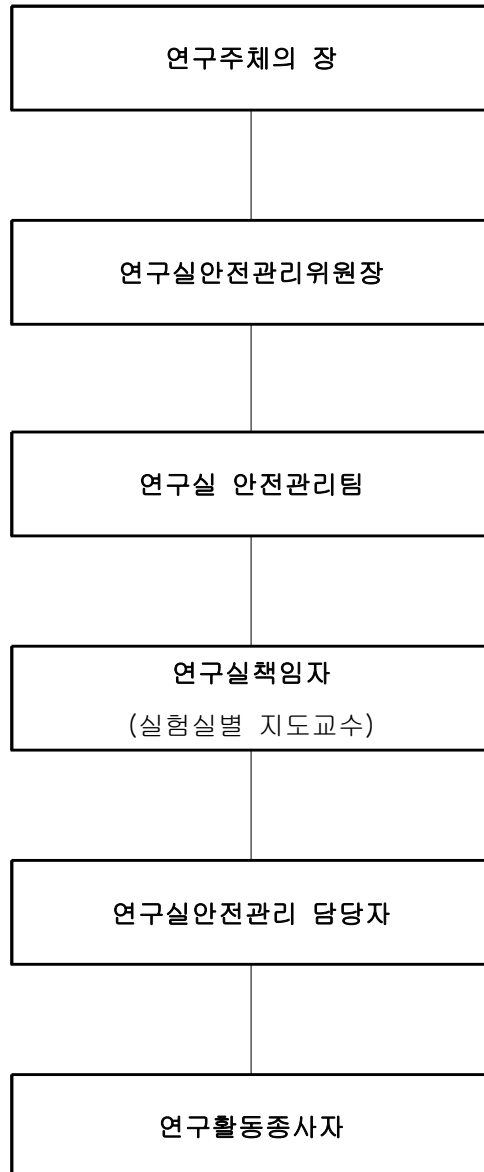 연구주체의 장
연구실안전관리위원장
연구실 안전관리팀
연구실책임자
(실험실별 지도교수)
연구실안전관리 담당자
연구활동종사자